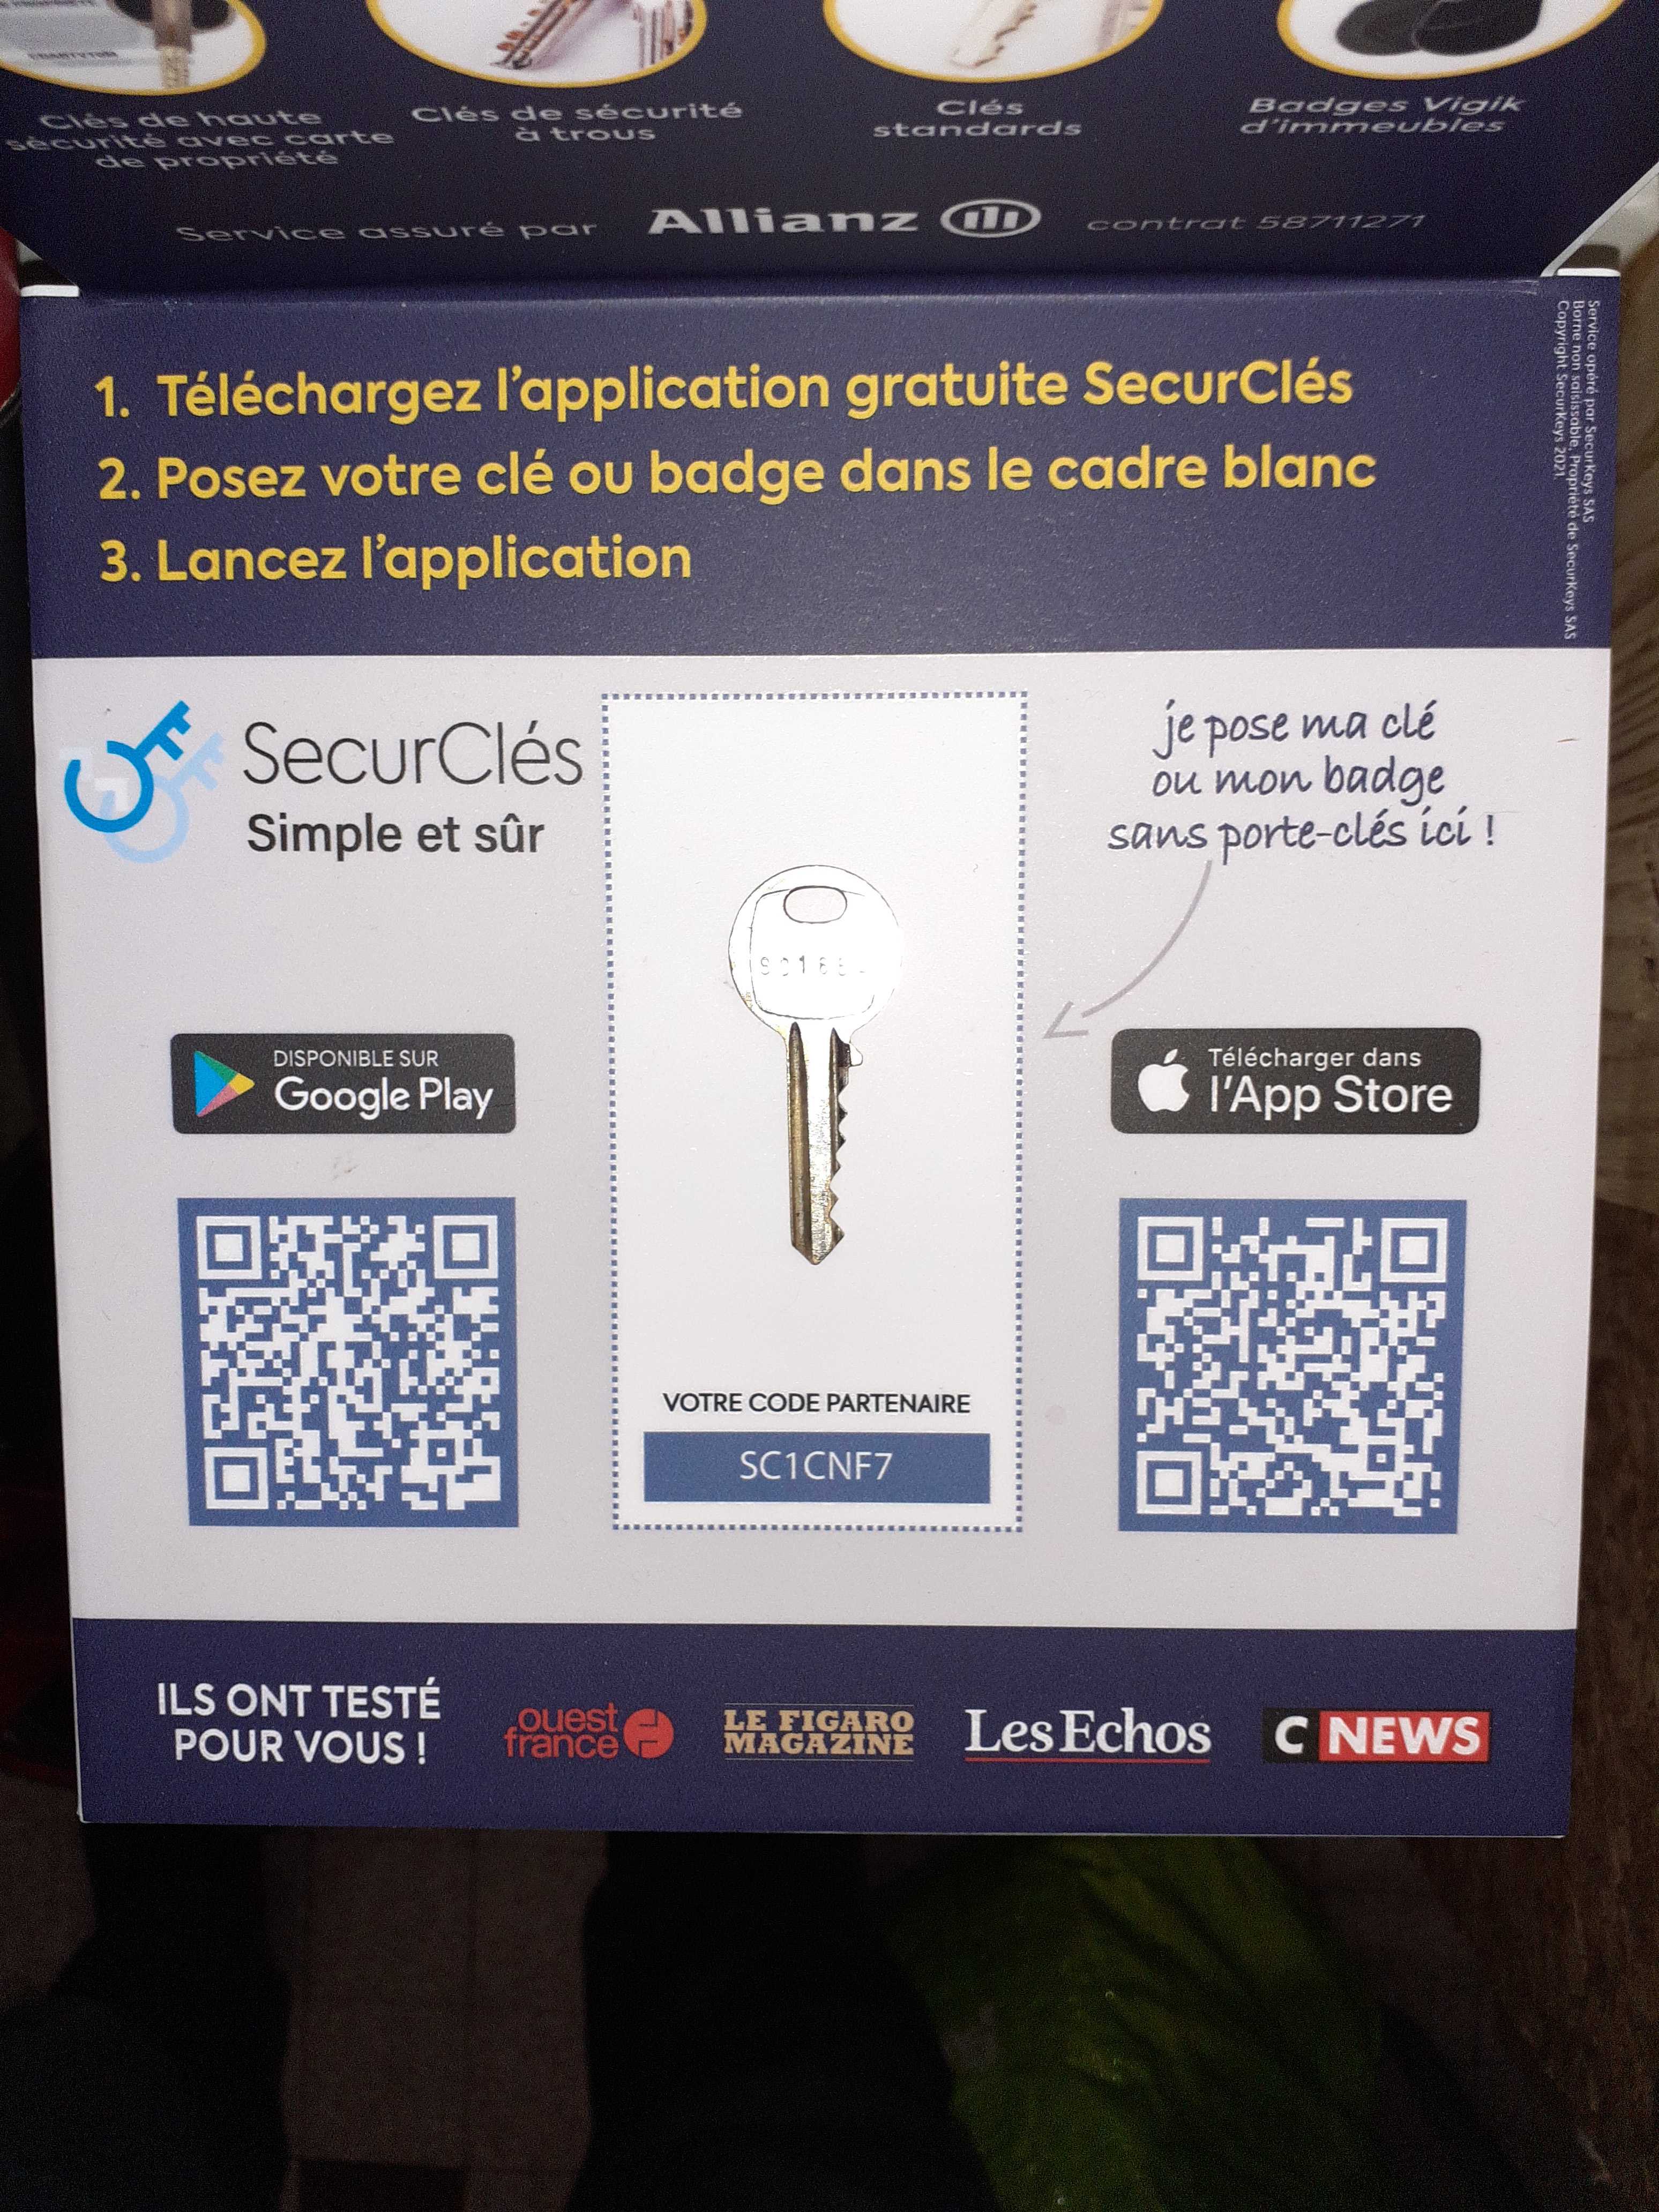 Clés de haute
sécurité avec carte
de propriété
Clés de sécurité
à trous
Clés
standards
Badges Vigik
d'immeubles
Service assuré par Allianz contrat 58711271
Service opéré par SecurKeys SAS
Borne non saisissable, Propriété de SecurKeys SAS
Copyright SecurKeys 2021.
1. Téléchargez l'application gratuite SecurClés
2. Posez votre clé ou badge dans le cadre blanc
3. Lancez l'application
SecurClés
Simple et sûr
je pose ma clé
ou mon badge
sans porte-clés ici !
DISPONIBLE SUR
Google Play
Télécharger dans
l'App Store
VOTRE CODE PARTENAIRE
SC1CNF7
ILS ONT TESTÉ
POUR VOUS !
ouest
france
LE FIGARO
MAGAZINE
Les Echos
C NEWS